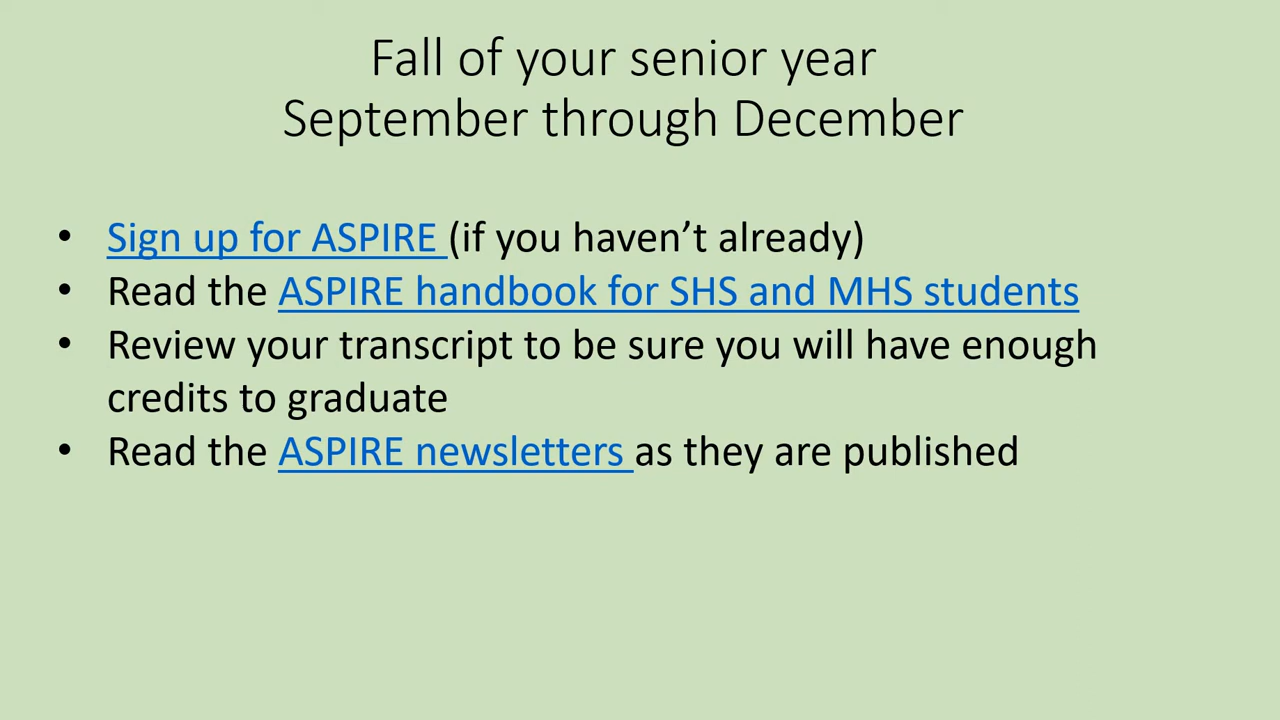 Fall of your senior year
September through December
• Sign up for ASPIRE (if you haven’t already)
• Read the ASPIRE handbook for SHS and MHS students
• Review your transcript to be sure you will have enough
credits to graduate
• Read the ASPIRE newsletters as they are published